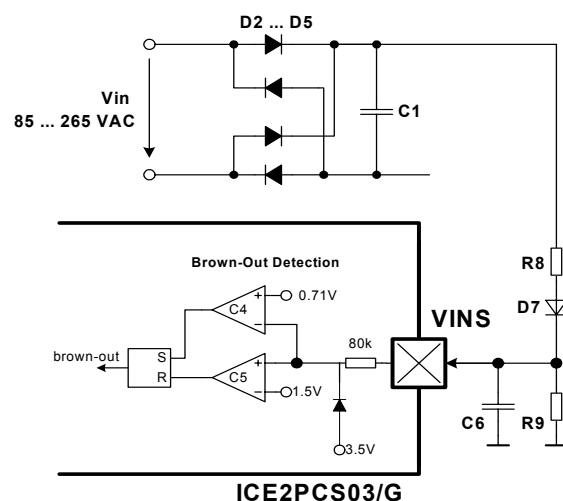 D2 ... D5
Vin
85 ... 265 VAC
C1
Brown-Out Detection
R8
D7
VINS
C4
+
−
0.71V
80k
brown-out
S
R
C5
+
−
1.5V
3.5V
C6
R9
ICE2PCS03/G